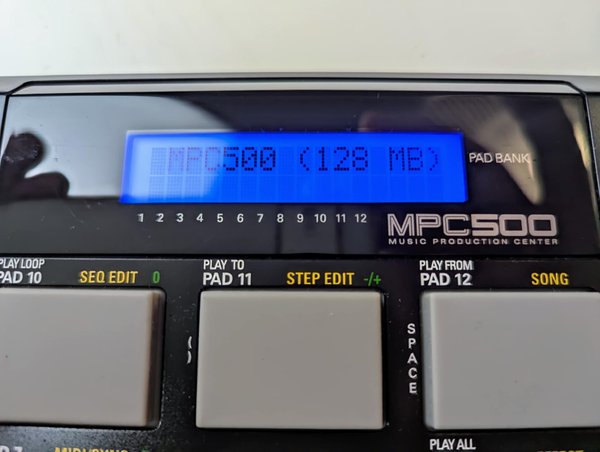 MPC500 (128 MB)
PAD BANK
1 2 3 4 5 6 7 8 9 10 11 12
MPC500
MUSIC PRODUCTION CENTER
PLAY LOOP
PAD 10 SEQ EDIT 0
PLAY TO
PAD 11 STEP EDIT -/+
PLAY FROM
PAD 12 SONG
( )
SPACE
PLAY ALL